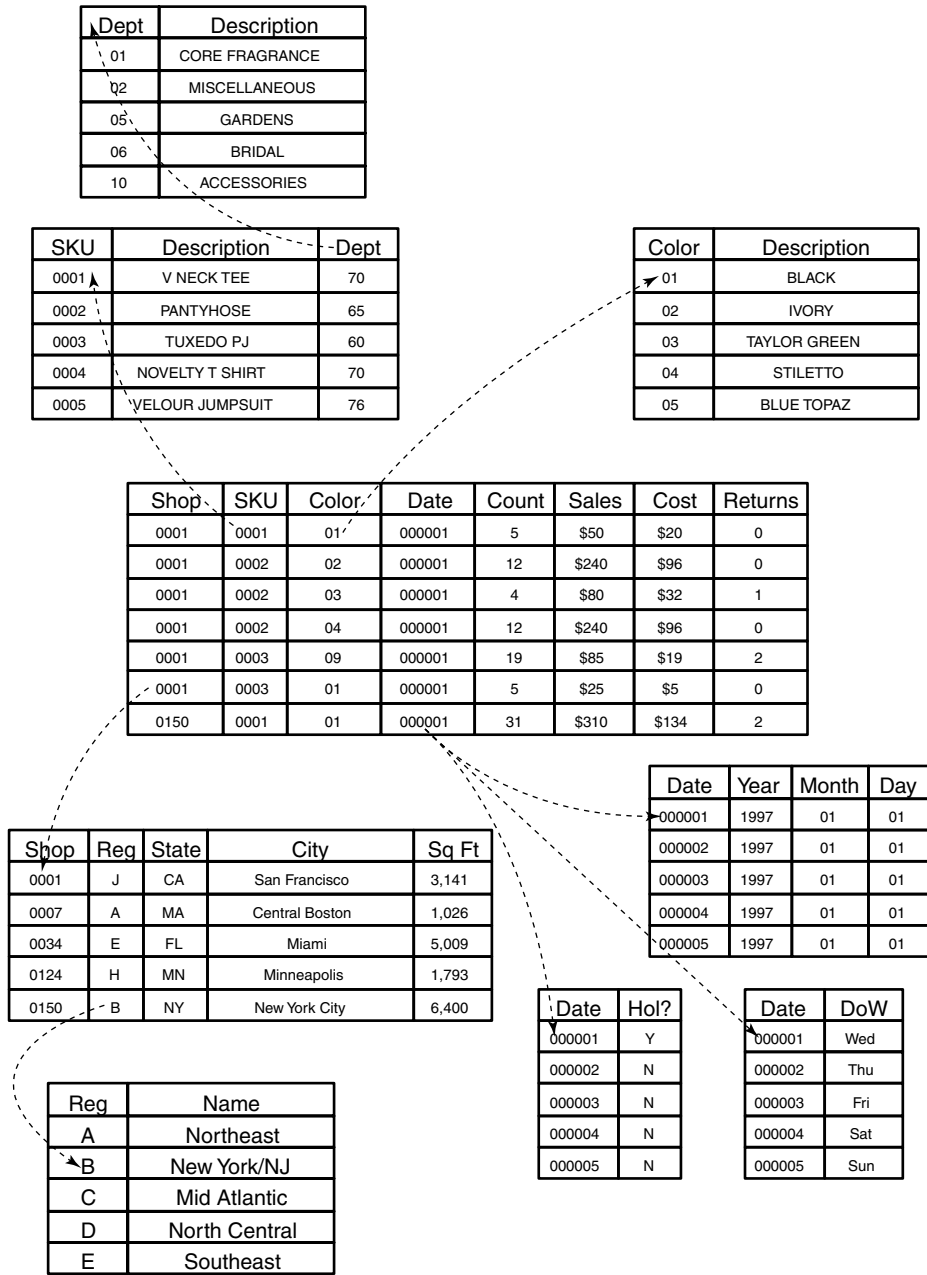 Dept Description
01 CORE FRAGRANCE
02 MISCELLANEOUS
05 GARDENS
06 BRIDAL
10 ACCESSORIES
SKU Description Dept
0001 V NECK TEE 70
0002 PANTYHOSE 65
0003 TUXEDO PJ 60
0004 NOVELTY T SHIRT 70
0005 VELOUR JUMPSUIT 76
Color Description
01 BLACK
02 IVORY
03 TAYLOR GREEN
04 STILETTO
05 BLUE TOPAZ
Shop SKU Color Date Count Sales Cost Returns
0001 0001 01 000001 5 $50 $20 0
0001 0002 02 000001 12 $240 $96 0
0001 0002 03 000001 4 $80 $32 1
0001 0002 04 000001 12 $240 $96 0
0001 0003 09 000001 19 $85 $19 2
0001 0003 01 000001 5 $25 $5 0
0150 0001 01 000001 31 $310 $134 2
Date Year Month Day
000001 1997 01 01
000002 1997 01 01
000003 1997 01 01
000004 1997 01 01
000005 1997 01 01
Shop Reg State City Sq Ft
0001 J CA San Francisco 3,141
0007 A MA Central Boston 1,026
0034 E FL Miami 5,009
0124 H MN Minneapolis 1,793
0150 B NY New York City 6,400
Date Hol?
000001 Y
000002 N
000003 N
000004 N
000005 N
Date DoW
000001 Wed
000002 Thu
000003 Fri
000004 Sat
000005 Sun
Reg Name
A Northeast
B New York/NJ
C Mid Atlantic
D North Central
E Southeast